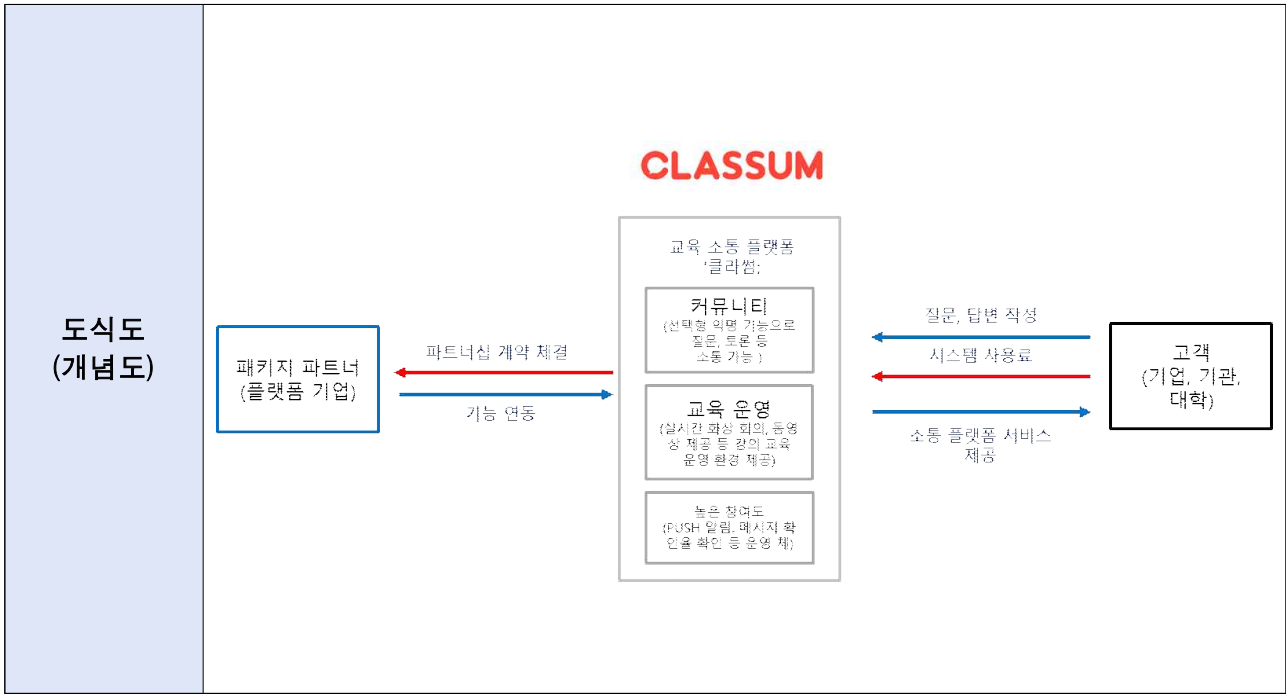 도식도
(개념도)
CLASSUM
교육 소통 플랫폼
'클라썸;
커뮤니티
(선택형 익명 기능으로
질문, 토론 등
소통 가능 )
교육 운영
(실시간 화상 회의, 동영
상 제공 등 강의 교육
운영 환경 제공)
높은 참여도
(PUSH 알림, 메시지 확
인율 확인 등 운영 체)
패키지 파트너
(플랫폼 기업)
파트너십 계약 체결
기능 연동
질문, 답변 작성
시스템 사용료
소통 플랫폼 서비스
제공
고객
(기업, 기관,
대학)